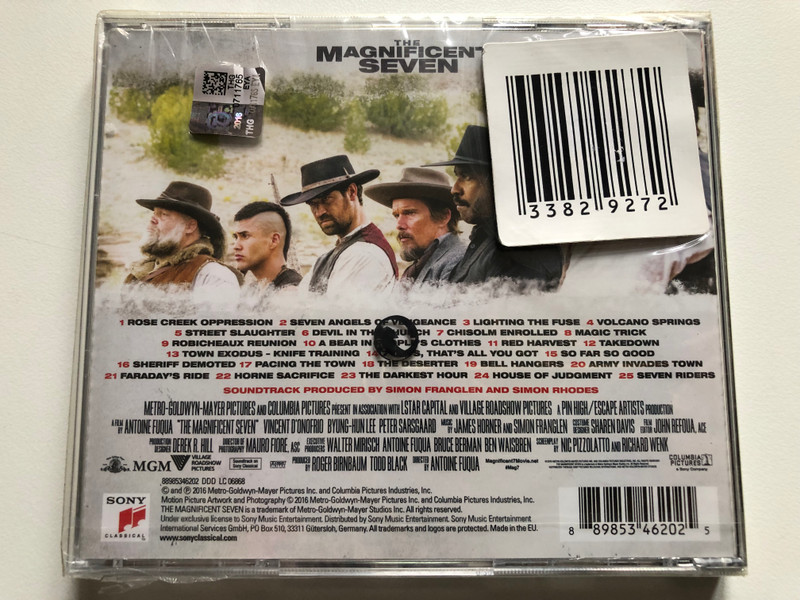 THE
MAGNIFICENT
SEVEN
THG
EYA
711765
2016
THG
3382 9272
1 ROSE CREEK OPPRESSION 2 SEVEN ANGELS OF VENGEANCE 3 LIGHTING THE FUSE 4 VOLCANO SPRINGS
5 STREET SLAUGHTER 6 DEVIL IN THE CHURCH 7 CHISOLM ENROLLED 8 MAGIC TRICK
9 ROBICHEAUX REUNION 10 A BEAR IN PEOPLE'S CLOTHES 11 RED HARVEST 12 TAKEDOWN
13 TOWN EXODUS - KNIFE TRAINING 14 THAT'S ALL YOU GOT 15 SO FAR SO GOOD
16 SHERIFF DEMOTED 17 PACING THE TOWN 18 THE DESERTER 19 BELL HANGERS 20 ARMY INVADES TOWN
21 FARADAY'S RIDE 22 HORNE SACRIFICE 23 THE DARKEST HOUR 24 HOUSE OF JUDGMENT 25 SEVEN RIDERS
SOUNDTRACK PRODUCED BY SIMON FRANGLEN AND SIMON RHODES
METRO-GOLDWYN-MAYER PICTURES AND COLUMBIA PICTURES PRESENT IN ASSOCIATION WITH LSTAR CAPITAL AND VILLAGE ROADSHOW PICTURES A PIN HIGH / ESCAPE ARTISTS PRODUCTION
A FILM BY ANTOINE FUQUA "THE MAGNIFICENT SEVEN" VINCENT D'ONOFRIO BYUNG-HUN LEE PETER SARSGAARD MUSIC BY JAMES HORNER AND SIMON FRANGLEN COSTUME DESIGNER SHAREN DAVIS FILM EDITOR JOHN REFOUA, ACE
PRODUCTION DESIGNER DEREK R. HILL DIRECTOR OF PHOTOGRAPHY MAURO FIORE, ASC EXECUTIVE PRODUCERS WALTER MIRISCH ANTOINE FUQUA BRUCE BERMAN BEN WAISBREN SCREENPLAY BY NIC PIZZOLATTO AND RICHARD WENK
PRODUCED BY ROGER BIRNBAUM TODD BLACK DIRECTED BY ANTOINE FUQUA
MGM
VILLAGE
ROADSHOW
PICTURES
Soundtrack on
Sony Classical
Magnificent7Movie.net
#Mag7
COLUMBIA
PICTURES
88985346202 DDD LC 06868
© and ℗ 2016 Metro-Goldwyn-Mayer Pictures Inc. and Columbia Pictures Industries, Inc.
Motion Picture Artwork and Photography © 2016 Metro-Goldwyn-Mayer Pictures Inc. and Columbia Pictures Industries, Inc.
THE MAGNIFICENT SEVEN is a trademark of Metro-Goldwyn-Mayer Studios Inc. All rights reserved.
Under exclusive license to Sony Music Entertainment. Distributed by Sony Music Entertainment. Sony Music Entertainment
International Services GmbH, PO Box 510, 33311 Gütersloh, Germany. All trademarks and logos are protected. Made in the EU.
www.sonyclassical.com
SONY
CLASSICAL
8 89853 46202 5